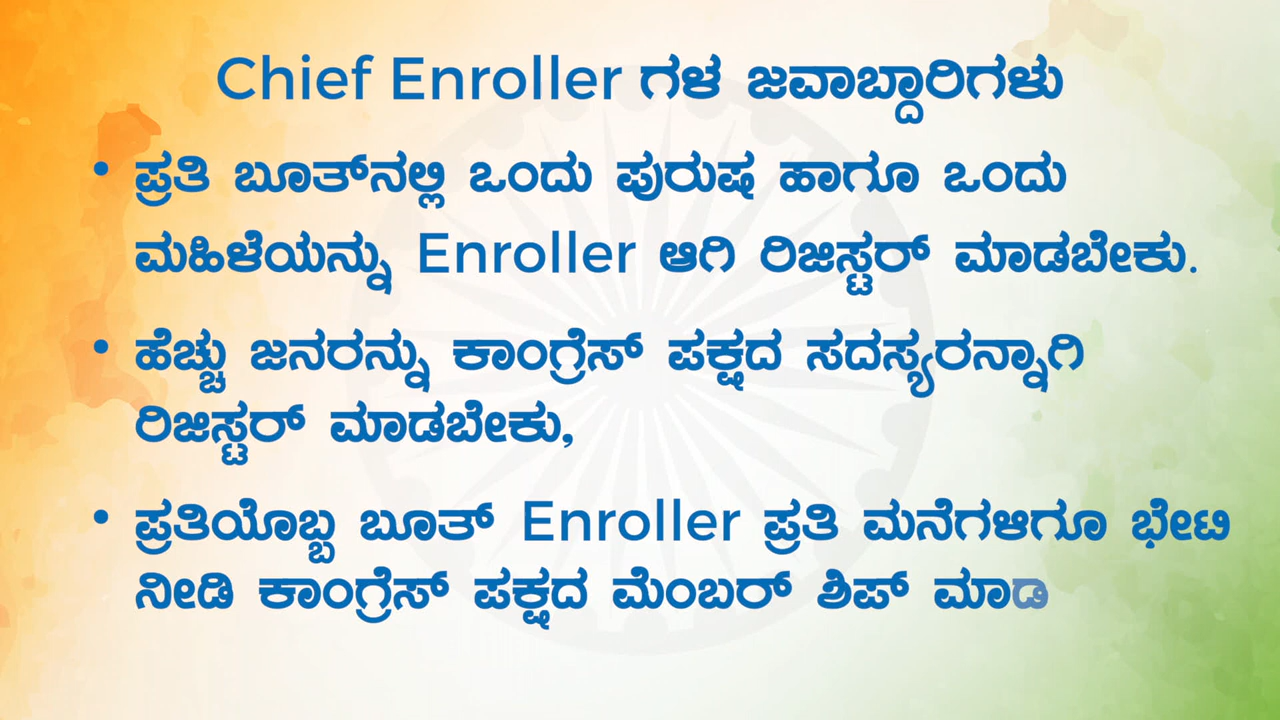 Chief Enroller ಗಳ ಜವಾಬ್ದಾರಿಗಳು
• ಪ್ರತಿ ಬೂತ್‌ನಲ್ಲಿ ಒಂದು ಪುರುಷ ಹಾಗೂ ಒಂದು
ಮಹಿಳೆಯನ್ನು Enroller ಆಗಿ ರಿಜಿಸ್ಟರ್ ಮಾಡಬೇಕು.
• ಹೆಚ್ಚು ಜನರನ್ನು ಕಾಂಗ್ರೆಸ್ ಪಕ್ಷದ ಸದಸ್ಯರನ್ನಾಗಿ
ರಿಜಿಸ್ಟರ್ ಮಾಡಬೇಕು,
• ಪ್ರತಿಯೊಬ್ಬ ಬೂತ್ Enroller ಪ್ರತಿ ಮನೆಗಳಿಗೂ ಭೇಟಿ
ನೀಡಿ ಕಾಂಗ್ರೆಸ್ ಪಕ್ಷದ ಮೆಂಬರ್ ಶಿಪ್ ಮಾಡ